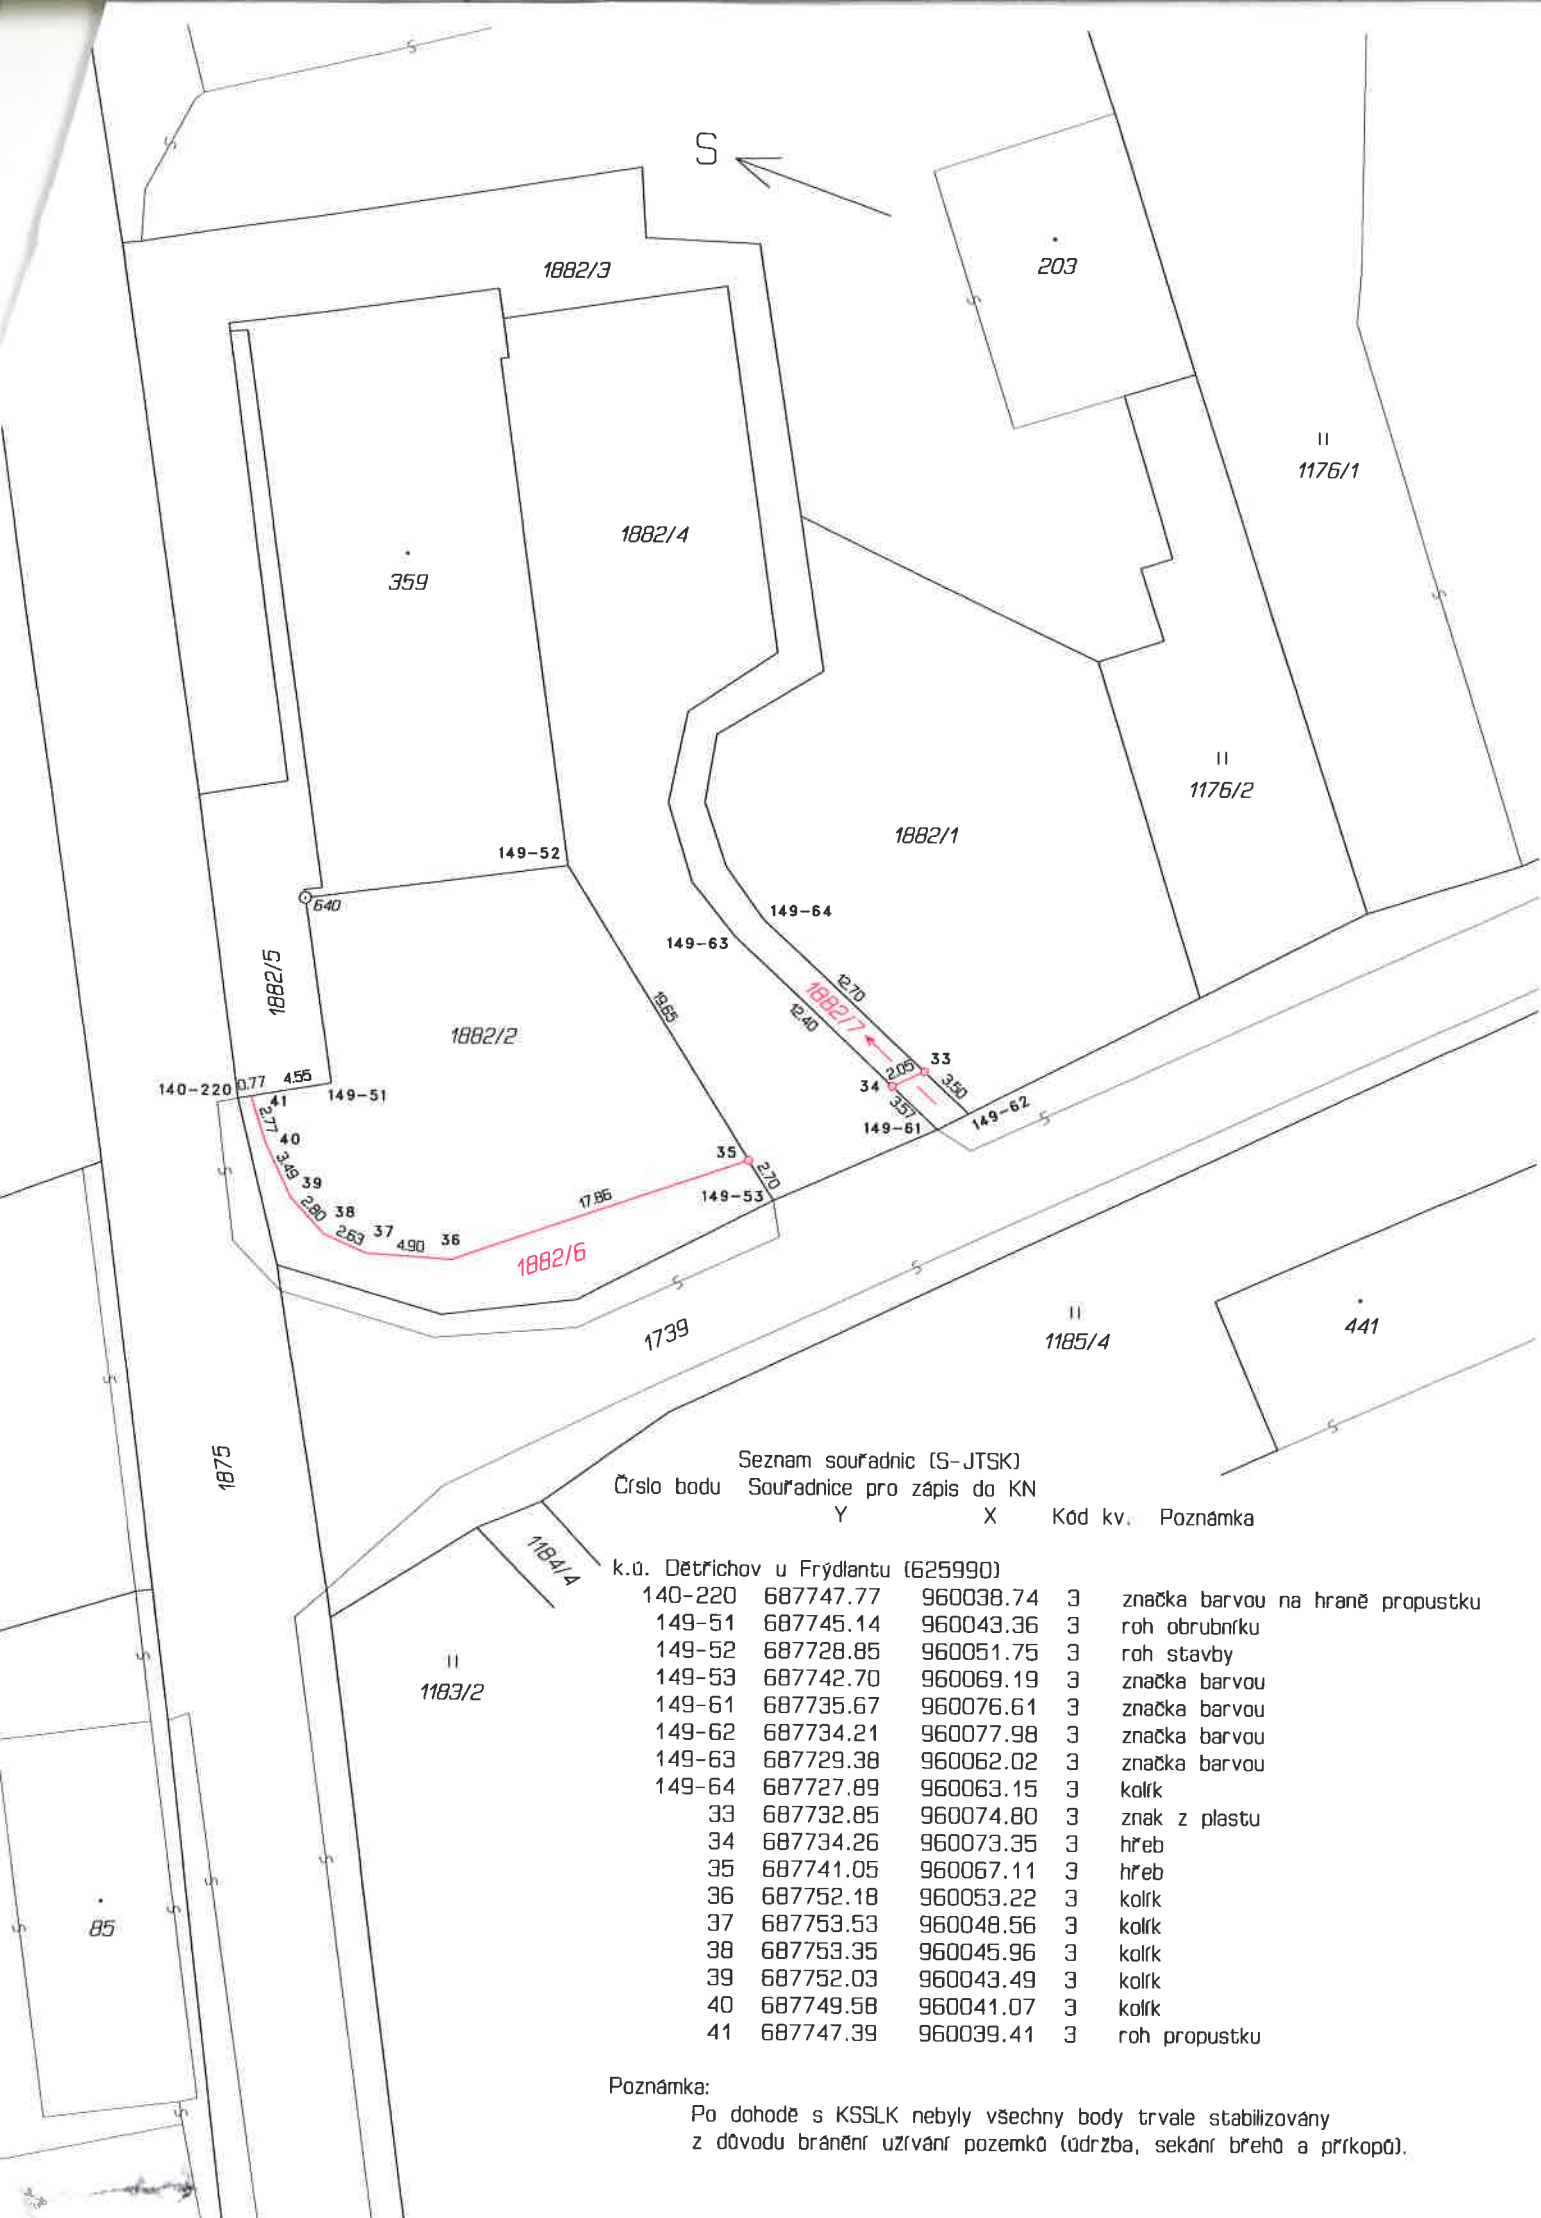 S
1882/3
203
II
1176/1
1882/4
359
II
1176/2
1882/1
149-52
640
149-64
149-63
1882/5
12.70
1882/7
19.65
12.40
1882/2
2.05
33
34
3.50
3.57
149-62
149-61
140-220
0.77
4.55
149-51
41
2.77
40
3.49
39
2.80
38
2.63
37
4.90
36
35
2.70
149-53
17.86
1882/6
1739
II
1185/4
441
1875
1184/4
II
1183/2
85
Seznam souřadnic (S-JTSK)
Číslo bodu Souřadnice pro zápis do KN
Y X Kód kv. Poznámka
k.ú. Dětřichov u Frýdlantu (625990)
140-220 687747.77 960038.74 3 značka barvou na hraně propustku
149-51 687745.14 960043.36 3 roh obrubníku
149-52 687728.85 960051.75 3 roh stavby
149-53 687742.70 960069.19 3 značka barvou
149-61 687735.67 960076.61 3 značka barvou
149-62 687734.21 960077.98 3 značka barvou
149-63 687729.38 960062.02 3 značka barvou
149-64 687727.89 960063.15 3 kolík
33 687732.85 960074.80 3 znak z plastu
34 687734.26 960073.35 3 hřeb
35 687741.05 960067.11 3 hřeb
36 687752.18 960053.22 3 kolík
37 687753.53 960048.56 3 kolík
38 687753.35 960045.96 3 kolík
39 687752.03 960043.49 3 kolík
40 687749.58 960041.07 3 kolík
41 687747.39 960039.41 3 roh propustku
Poznámka:
Po dohodě s KSSLK nebyly všechny body trvale stabilizovány
z důvodu bránění užívání pozemků (údržba, sekání břehů a příkopů).